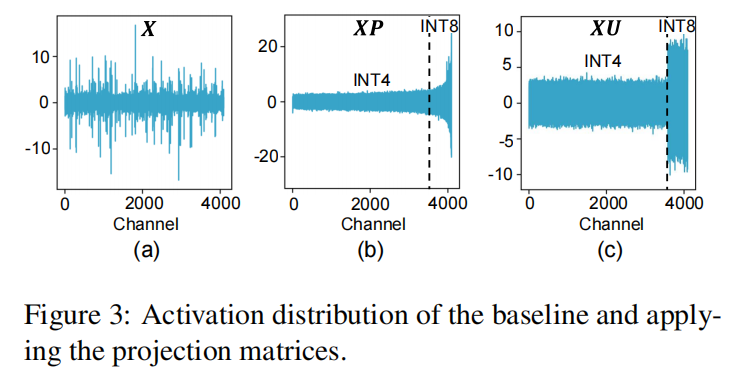 X
XP
XU
10
0
-10
0
2000
4000
Channel
(a)
20
0
-20
INT4
INT8
0
2000
4000
Channel
(b)
10
5
0
-5
-10
INT4
INT8
0
2000
4000
Channel
(c)
Figure 3: Activation distribution of the baseline and apply-
ing the projection matrices.